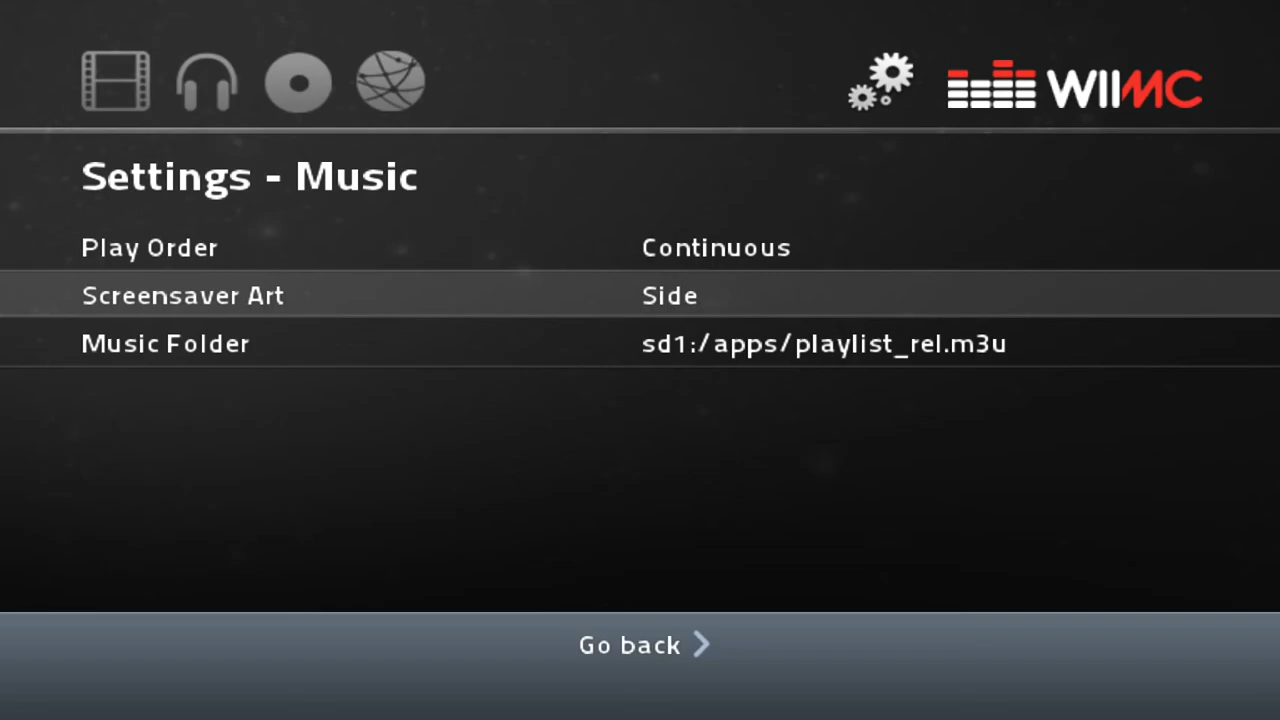 WIIMC
Settings - Music
Play Order Continuous
Screensaver Art Side
Music Folder sd1:/apps/playlist_rel.m3u
Go back